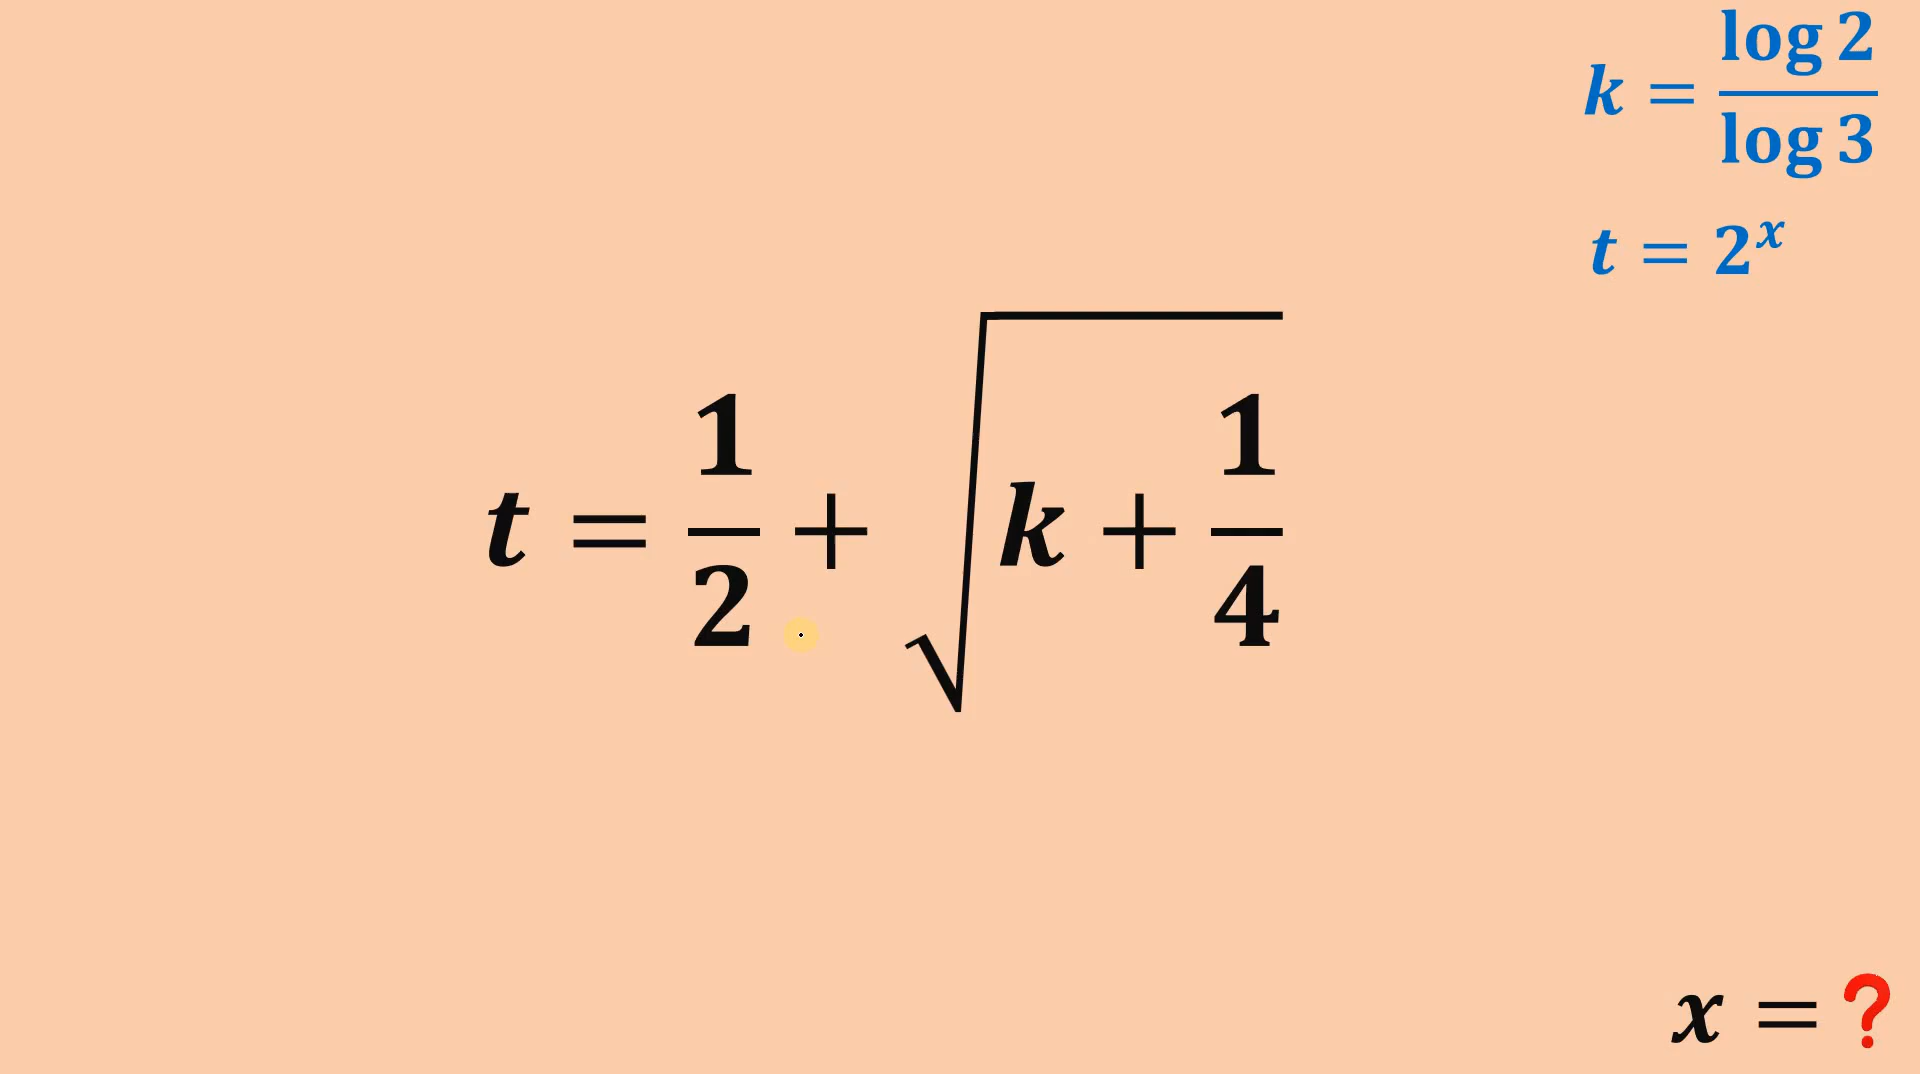 k = log 2 / log 3
t = 2^x
t = 1/2 + √(k + 1/4)
x = ?